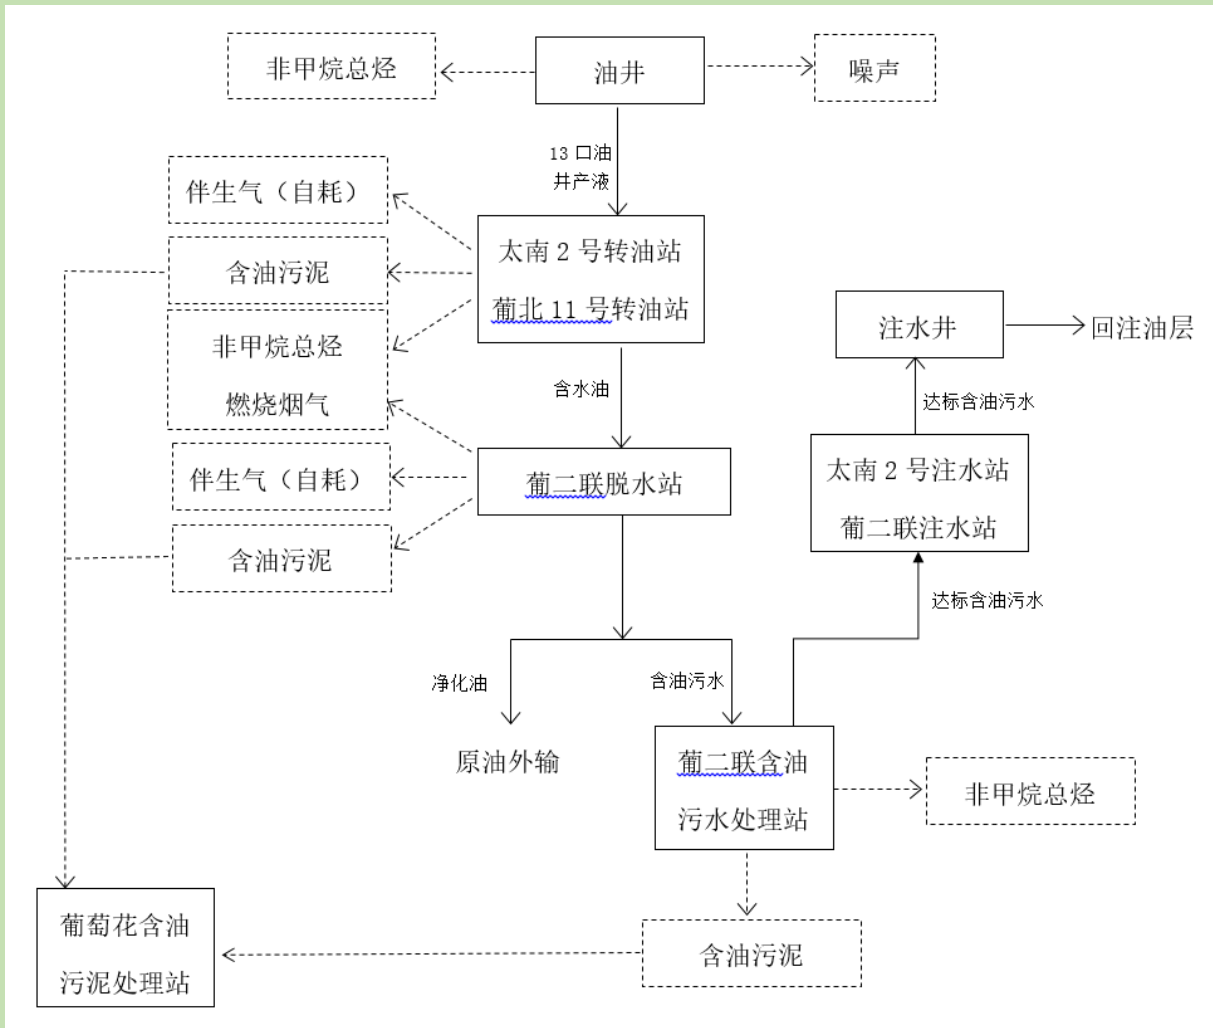 非甲烷总烃
油井
噪声
13 口油
井产液
伴生气（自耗）
太南 2 号转油站
含油污泥
葡北 11 号转油站
注水井
回注油层
非甲烷总烃
含水油
燃烧烟气
达标含油污水
太南 2 号注水站
伴生气（自耗）
葡二联脱水站
葡二联注水站
含油污泥
达标含油污水
净化油
含油污水
原油外输
葡二联含油
污水处理站
非甲烷总烃
葡萄花含油
污泥处理站
含油污泥